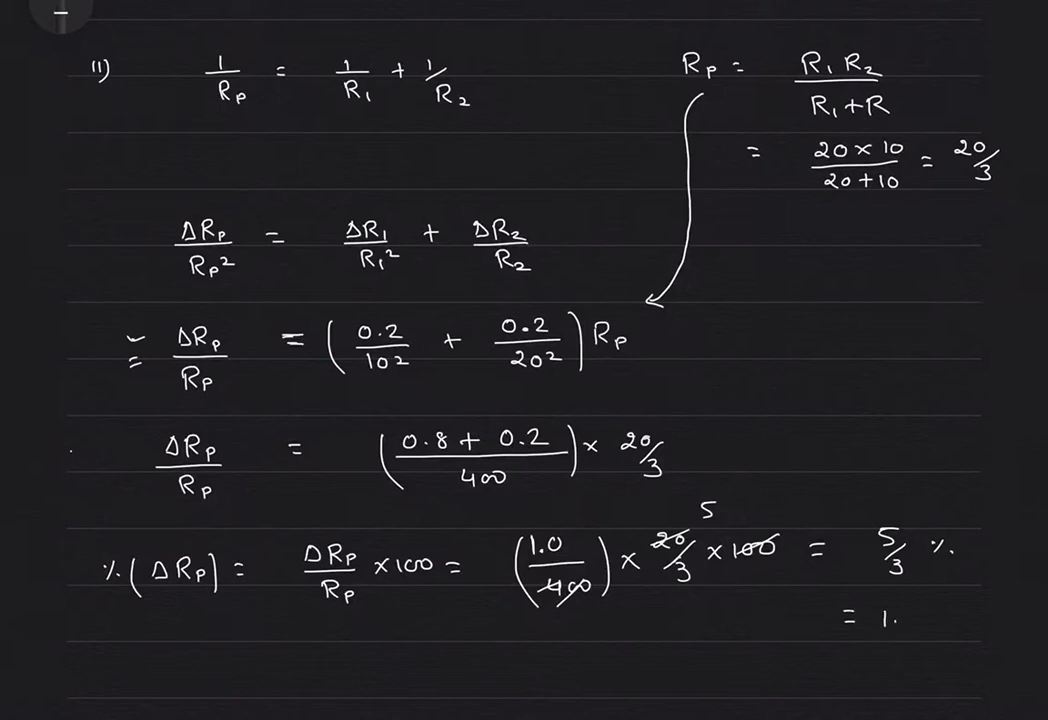 11) 1/Rp = 1/R1 + 1/R2
Rp = R1 R2 / R1 + R
= 20 × 10 / 20 + 10 = 20/3
ΔRp/Rp² = ΔR1/R1² + ΔR2/R2
= ΔRp/Rp = (0.2/10² + 0.2/20²) Rp
ΔRp/Rp = (0.8 + 0.2 / 400) × 20/3
5
% (ΔRp) = ΔRp/Rp × 100 = (1.0/400) × 20/3 × 100 = 5/3 %.
= 1.